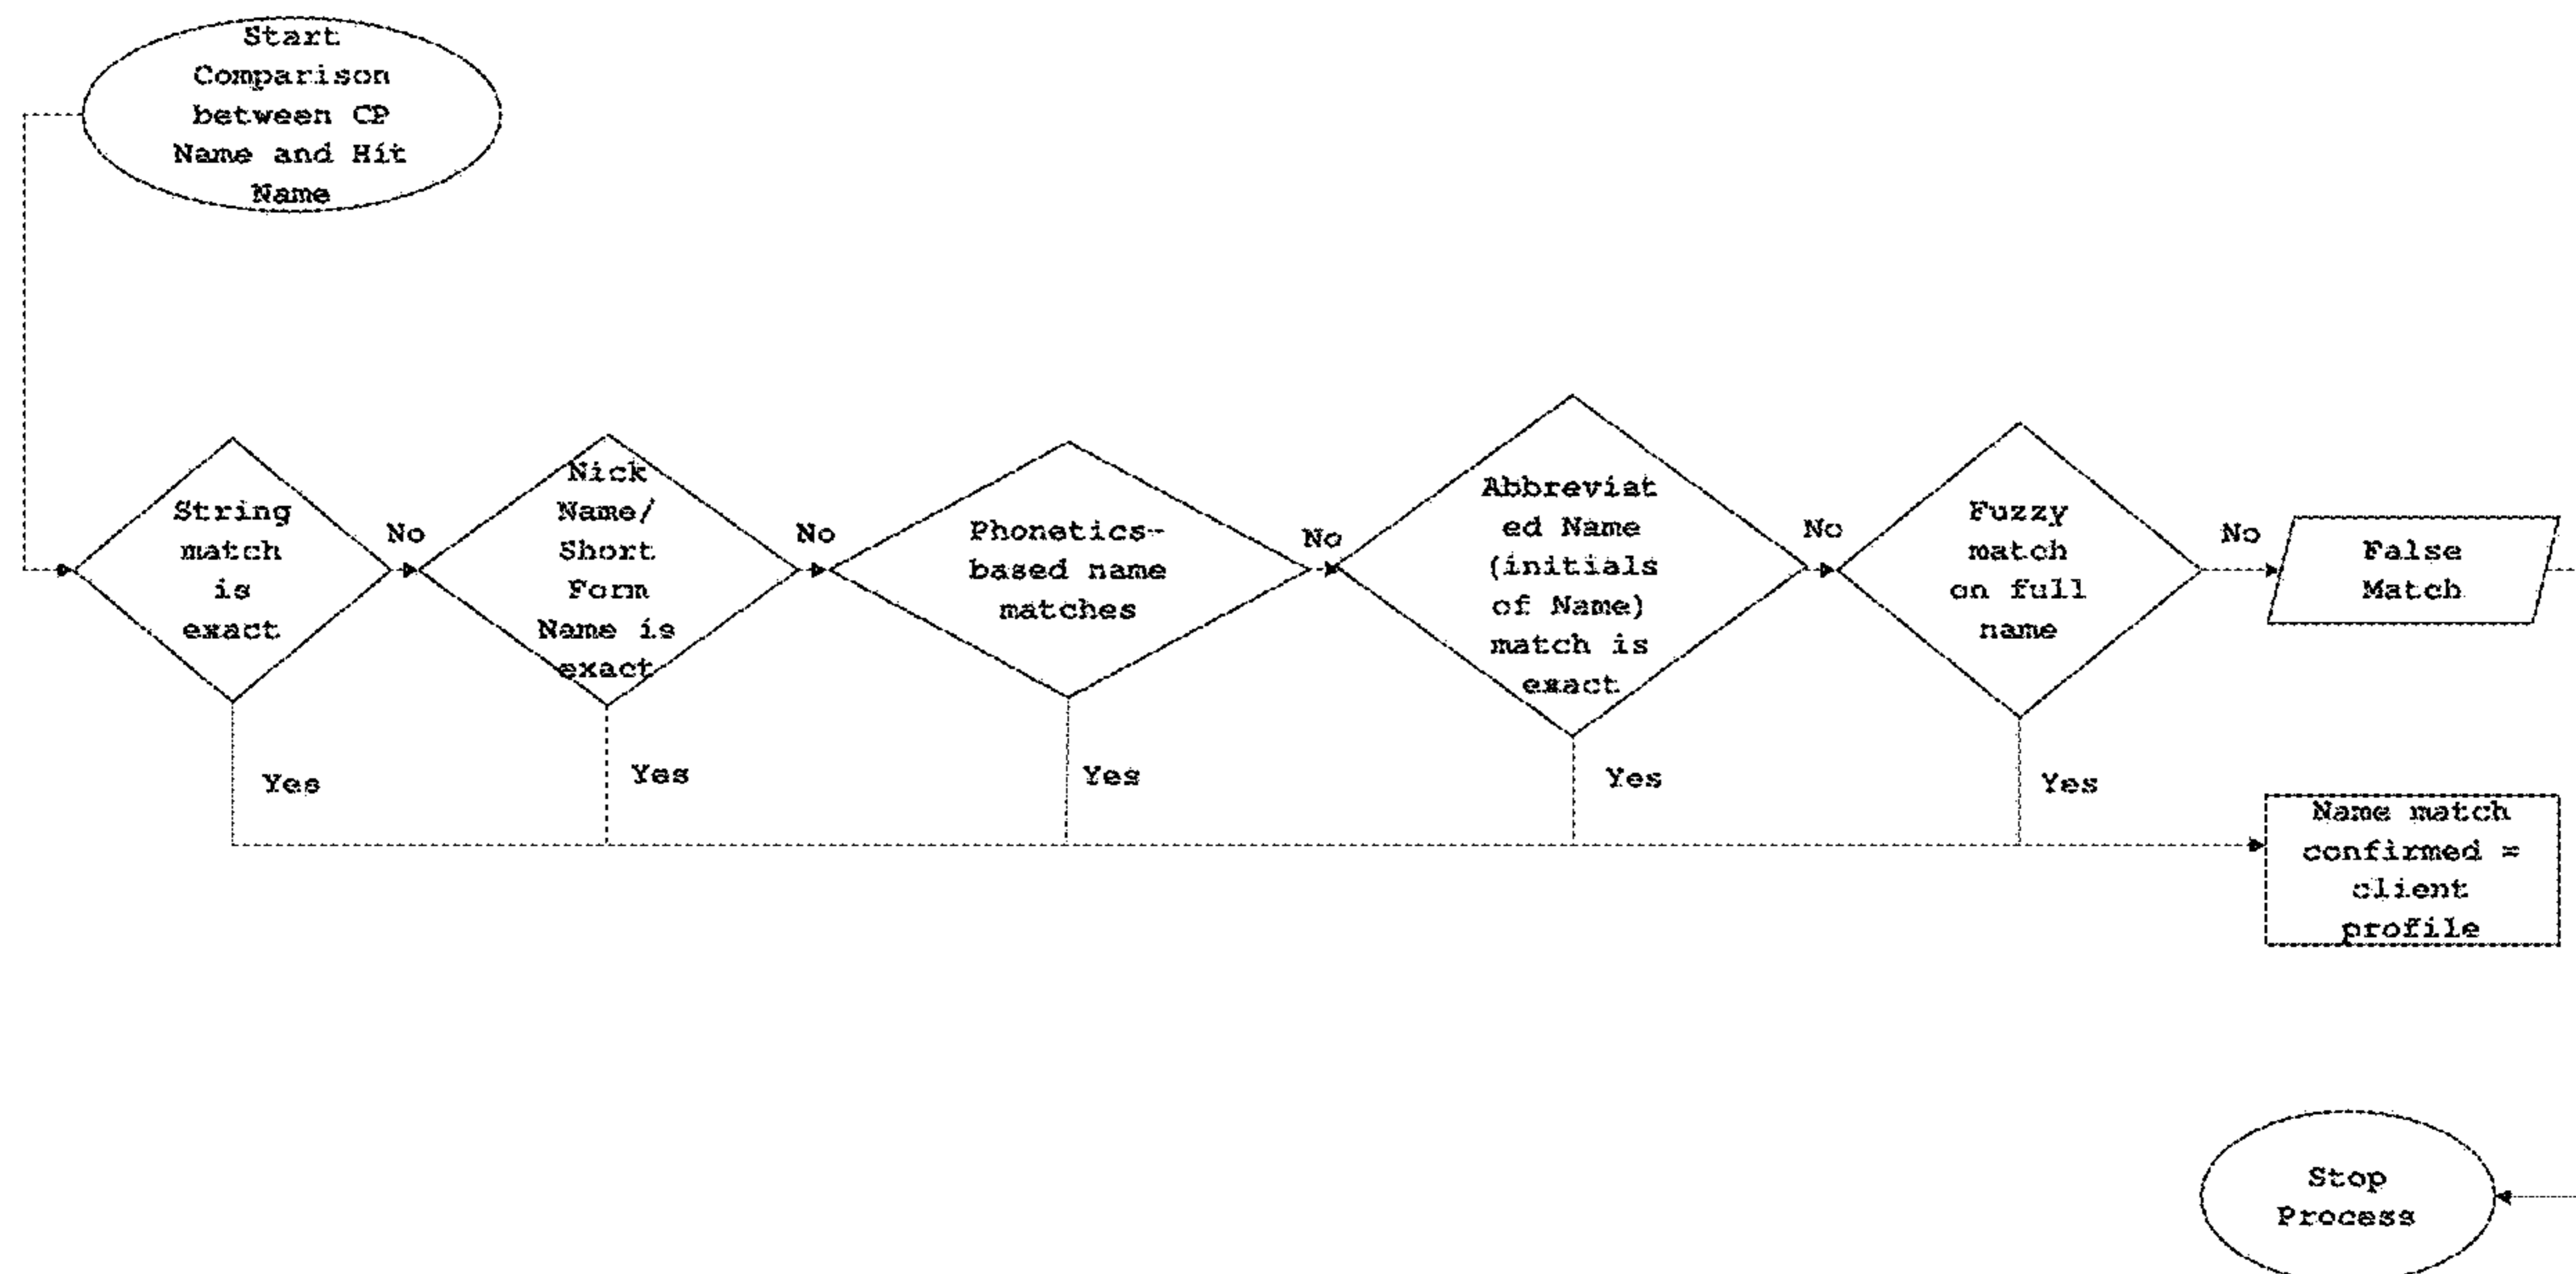 Start
Comparison
between CP
Name and Hit
Name
String
match
is
exact
No
Nick
Name/
Short
Form
Name is
exact
No
Phonetics-
based name
matches
No
Abbreviat
ed Name
(initials
of Name)
match is
exact
No
Fuzzy
match
on full
name
No
False
Match
Yes
Yes
Yes
Yes
Yes
Name match
confirmed =
client
profile
Stop
Process